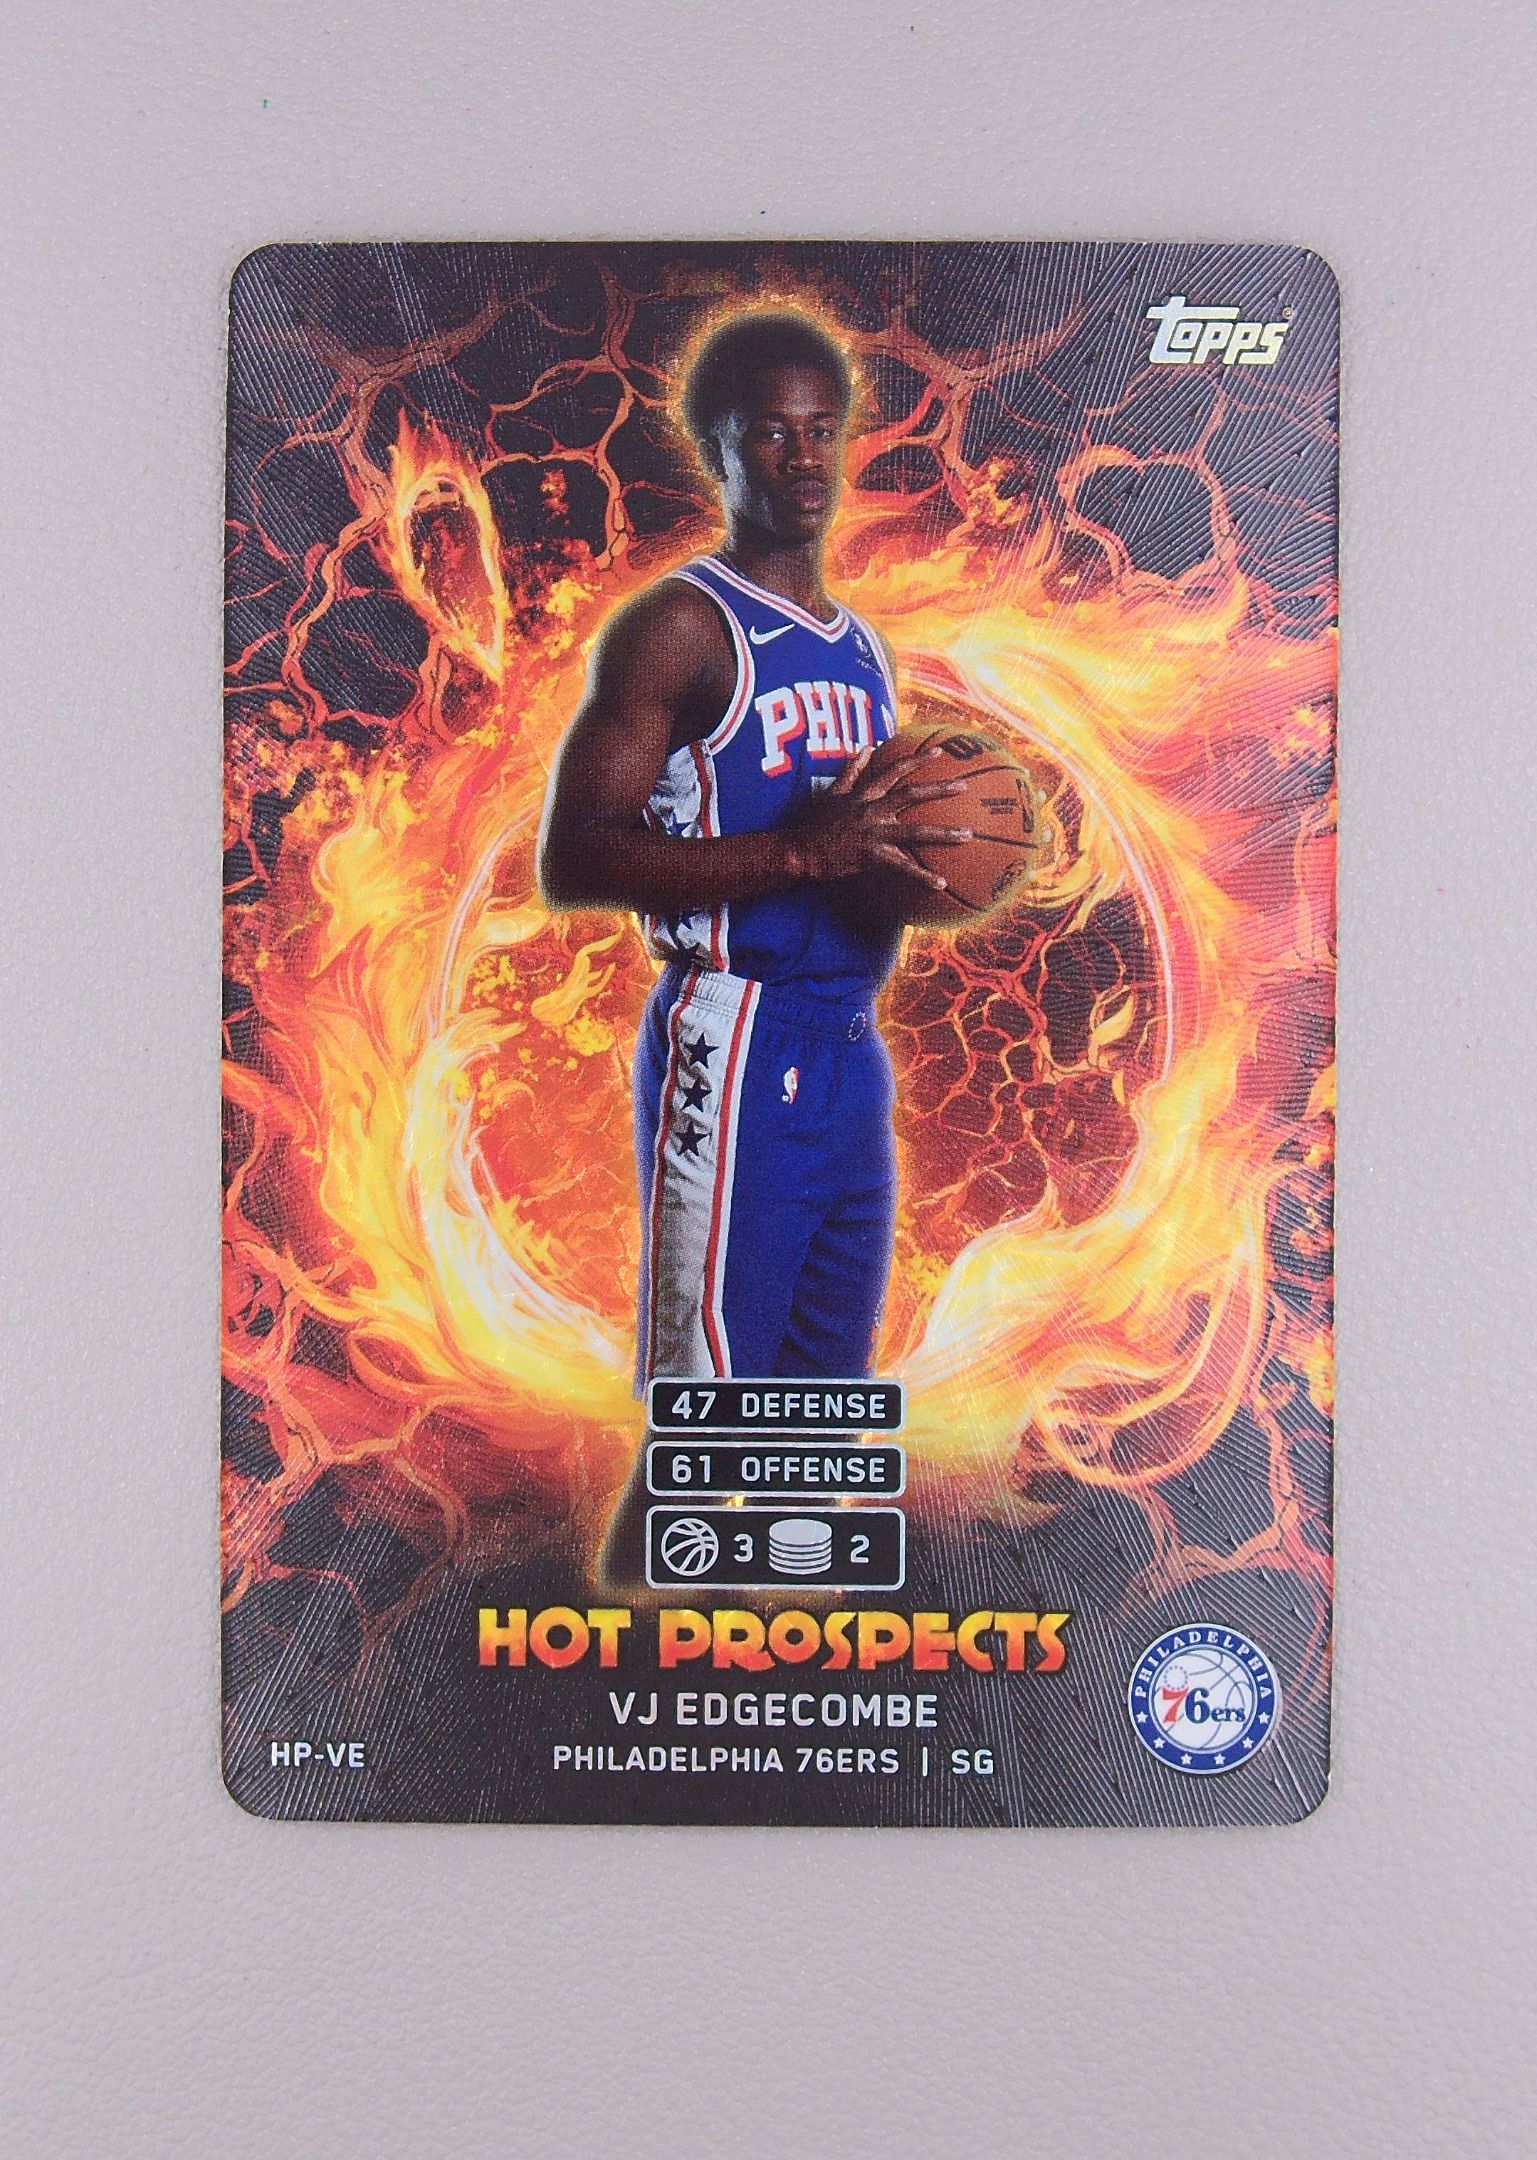 topps
PHIL
47 DEFENSE
61 OFFENSE
3 2
HOT PROSPECTS
VJ EDGECOMBE
PHILADELPHIA 76ERS | SG
HP-VE
PHILADELPHIA
76ers